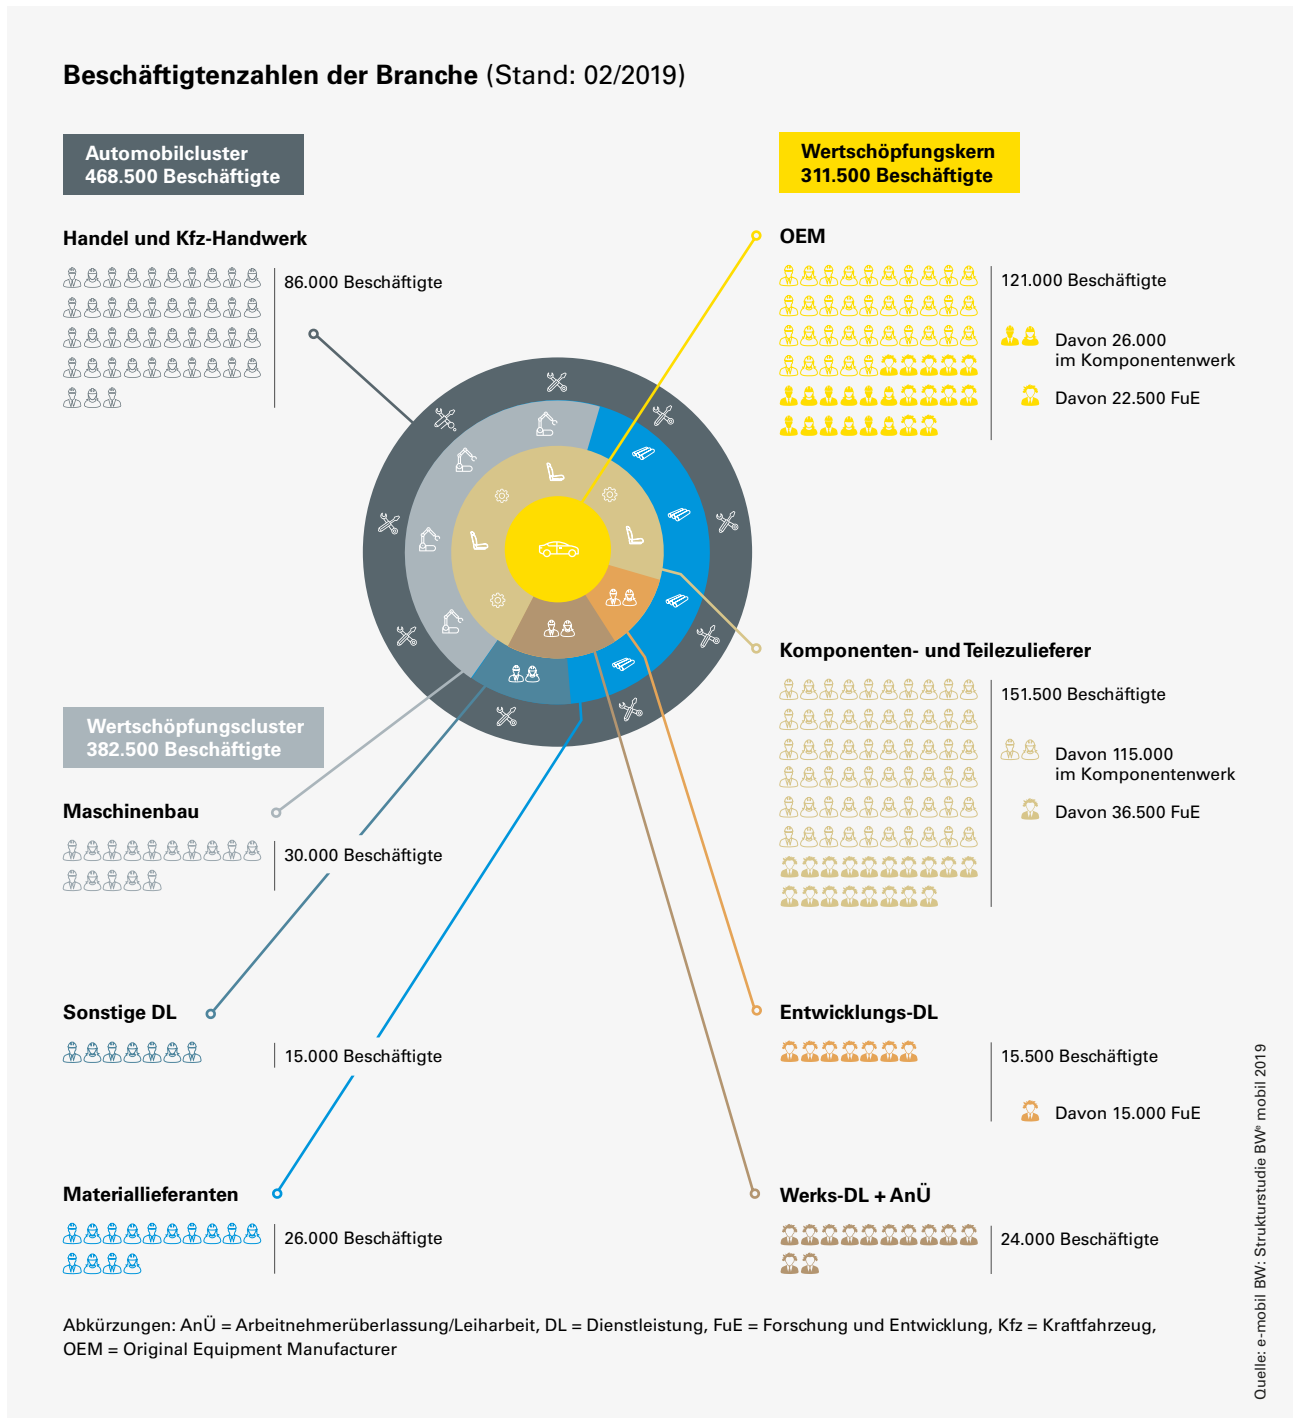 Beschäftigtenzahlen der Branche (Stand: 02/2019)
Automobilcluster
468.500 Beschäftigte
Handel und Kfz-Handwerk
86.000 Beschäftigte
Wertschöpfungskern
311.500 Beschäftigte
OEM
121.000 Beschäftigte
Davon 26.000
im Komponentenwerk
Davon 22.500 FuE
Komponenten- und Teilezulieferer
151.500 Beschäftigte
Davon 115.000
im Komponentenwerk
Davon 36.500 FuE
Wertschöpfungscluster
382.500 Beschäftigte
Maschinenbau
30.000 Beschäftigte
Sonstige DL
15.000 Beschäftigte
Entwicklungs-DL
15.500 Beschäftigte
Davon 15.000 FuE
Materiallieferanten
26.000 Beschäftigte
Werks-DL + AnÜ
24.000 Beschäftigte
Abkürzungen: AnÜ = Arbeitnehmerüberlassung/Leiharbeit, DL = Dienstleistung, FuE = Forschung und Entwicklung, Kfz = Kraftfahrzeug,
OEM = Original Equipment Manufacturer
Quelle: e-mobil BW: Strukturstudie BWᵉ mobil 2019